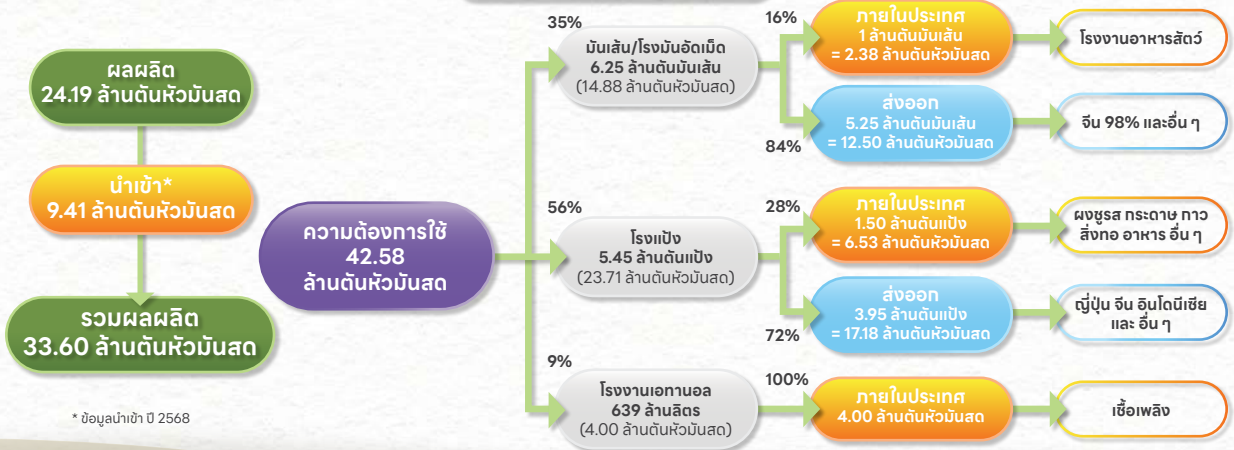 ผลผลิต
24.19 ล้านตันหัวมันสด
นำเข้า*
9.41 ล้านตันหัวมันสด
รวมผลผลิต
33.60 ล้านตันหัวมันสด
* ข้อมูลนำเข้า ปี 2568
ความต้องการใช้
42.58
ล้านตันหัวมันสด
35%
มันเส้น/โรงมันอัดเม็ด
6.25 ล้านตันมันเส้น
(14.88 ล้านตันหัวมันสด)
16%
ภายในประเทศ
1 ล้านตันมันเส้น
= 2.38 ล้านตันหัวมันสด
โรงงานอาหารสัตว์
84%
ส่งออก
5.25 ล้านตันมันเส้น
= 12.50 ล้านตันหัวมันสด
จีน 98% และอื่น ๆ
56%
โรงแป้ง
5.45 ล้านตันแป้ง
(23.71 ล้านตันหัวมันสด)
28%
ภายในประเทศ
1.50 ล้านตันแป้ง
= 6.53 ล้านตันหัวมันสด
ผงชูรส กระดาษ กาว
สิ่งทอ อาหาร อื่น ๆ
72%
ส่งออก
3.95 ล้านตันแป้ง
= 17.18 ล้านตันหัวมันสด
ญี่ปุ่น จีน อินโดนีเซีย
และ อื่น ๆ
9%
โรงงานเอทานอล
639 ล้านลิตร
(4.00 ล้านตันหัวมันสด)
100%
ภายในประเทศ
4.00 ล้านตันหัวมันสด
เชื้อเพลิง